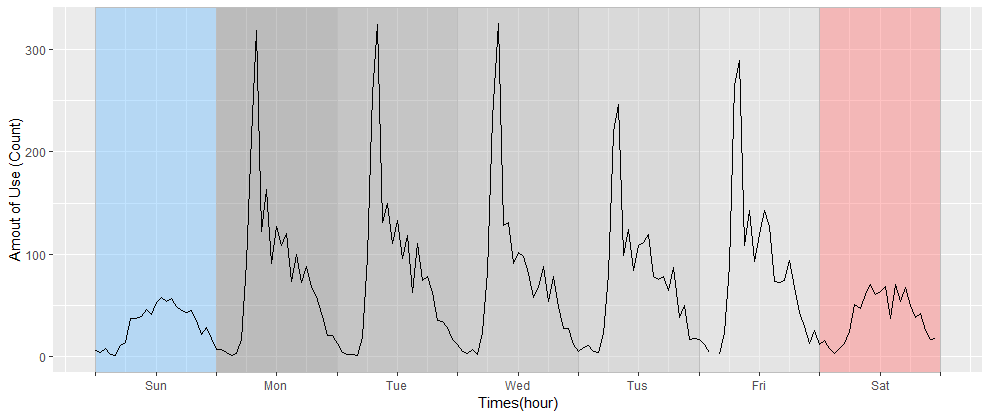 Amout of Use (Count)
300
200
100
0
Sun Mon Tue Wed Tus Fri Sat
Times(hour)